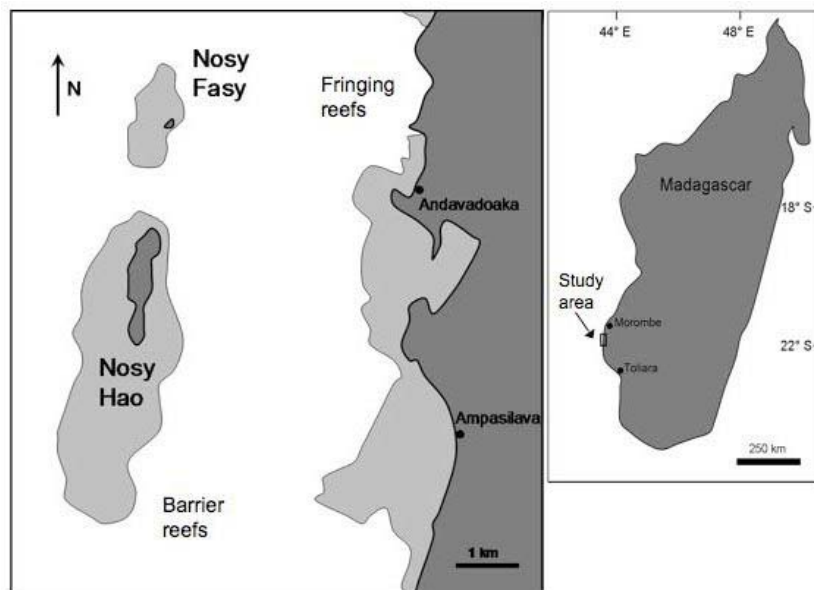 N
Nosy
Fasy
Fringing
reefs
Andavadoaka
Nosy
Hao
Ampasilava
Barrier
reefs
1 km
44° E
48° E
Madagascar
18° S
Study
area
Morombe
22° S
Toliara
250 km